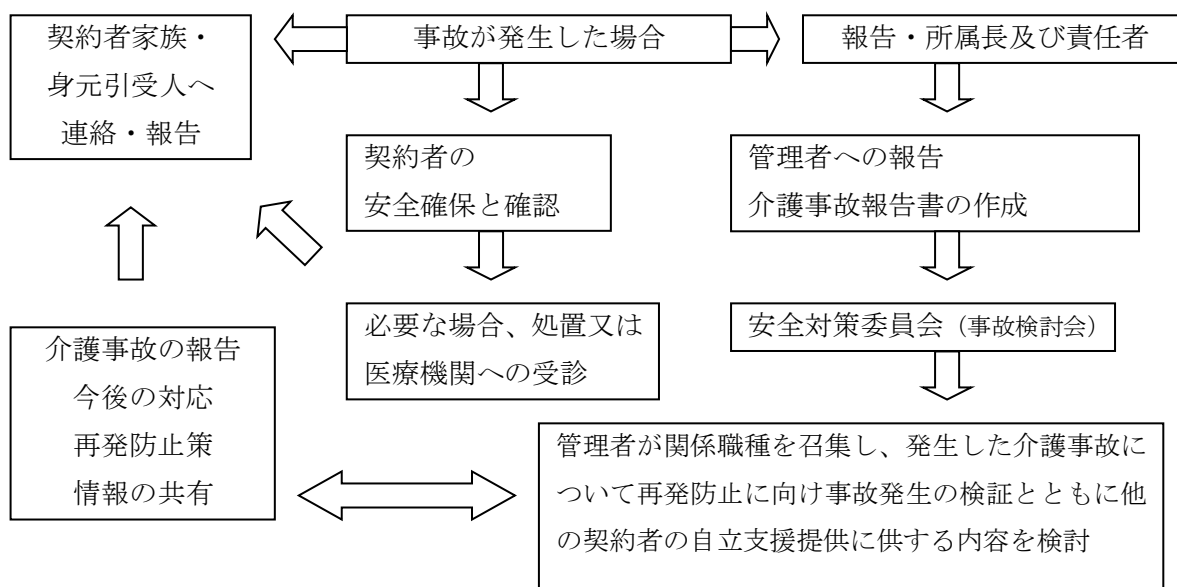 契約者家族・
身元引受人へ
連絡・報告
事故が発生した場合
報告・所属長及び責任者
契約者の
安全確保と確認
管理者への報告
介護事故報告書の作成
必要な場合、処置又は
医療機関への受診
安全対策委員会（事故検討会）
介護事故の報告
今後の対応
再発防止策
情報の共有
管理者が関係職種を召集し、発生した介護事故に
ついて再発防止に向け事故発生の検証とともに他
の契約者の自立支援提供に供する内容を検討